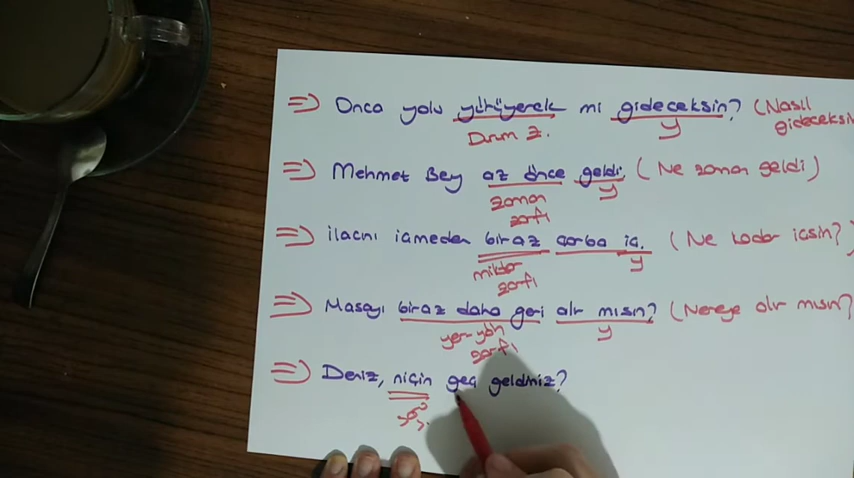 ⇒ Onca yolu yürüyerek mi gideceksin? (Nasıl gideceksin
Drm z. y
⇒ Mehmet Bey az önce geldi. (Ne zaman geldi)
zaman zarfı y
⇒ ilacını içmeden biraz çorba iç. (Ne kadar içsin?)
miktar zarfı y
⇒ Masayı biraz daha geri alır mısın? (Nereye alır mısın?
yer-yön zarfı y
⇒ Deniz, niçin geç geldiniz?